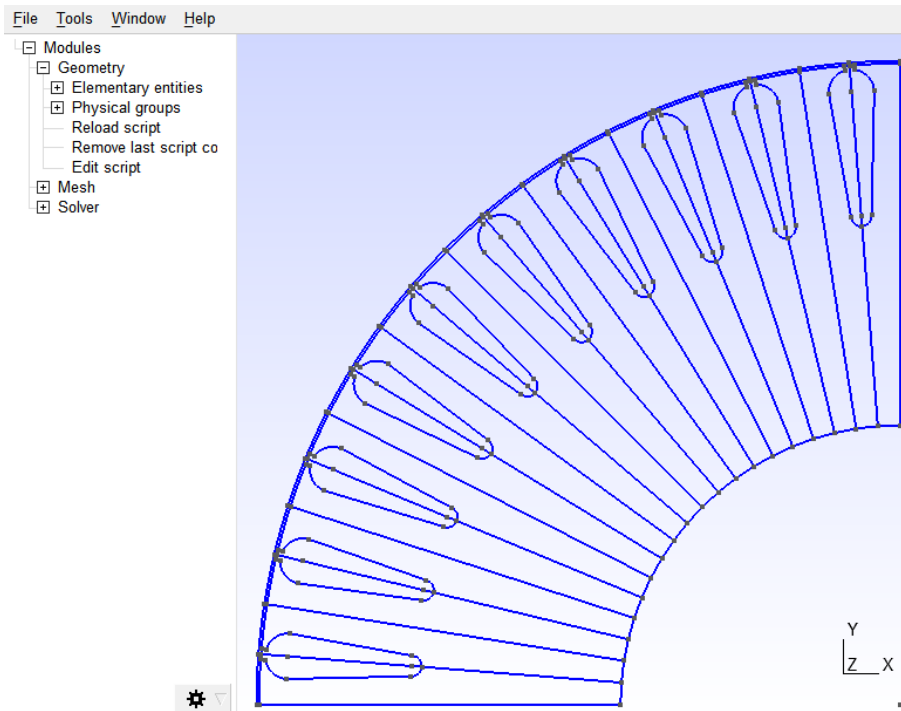 File Tools Window Help
Modules
Geometry
Elementary entities
Physical groups
Reload script
Remove last script co
Edit script
Mesh
Solver
Y
Z X